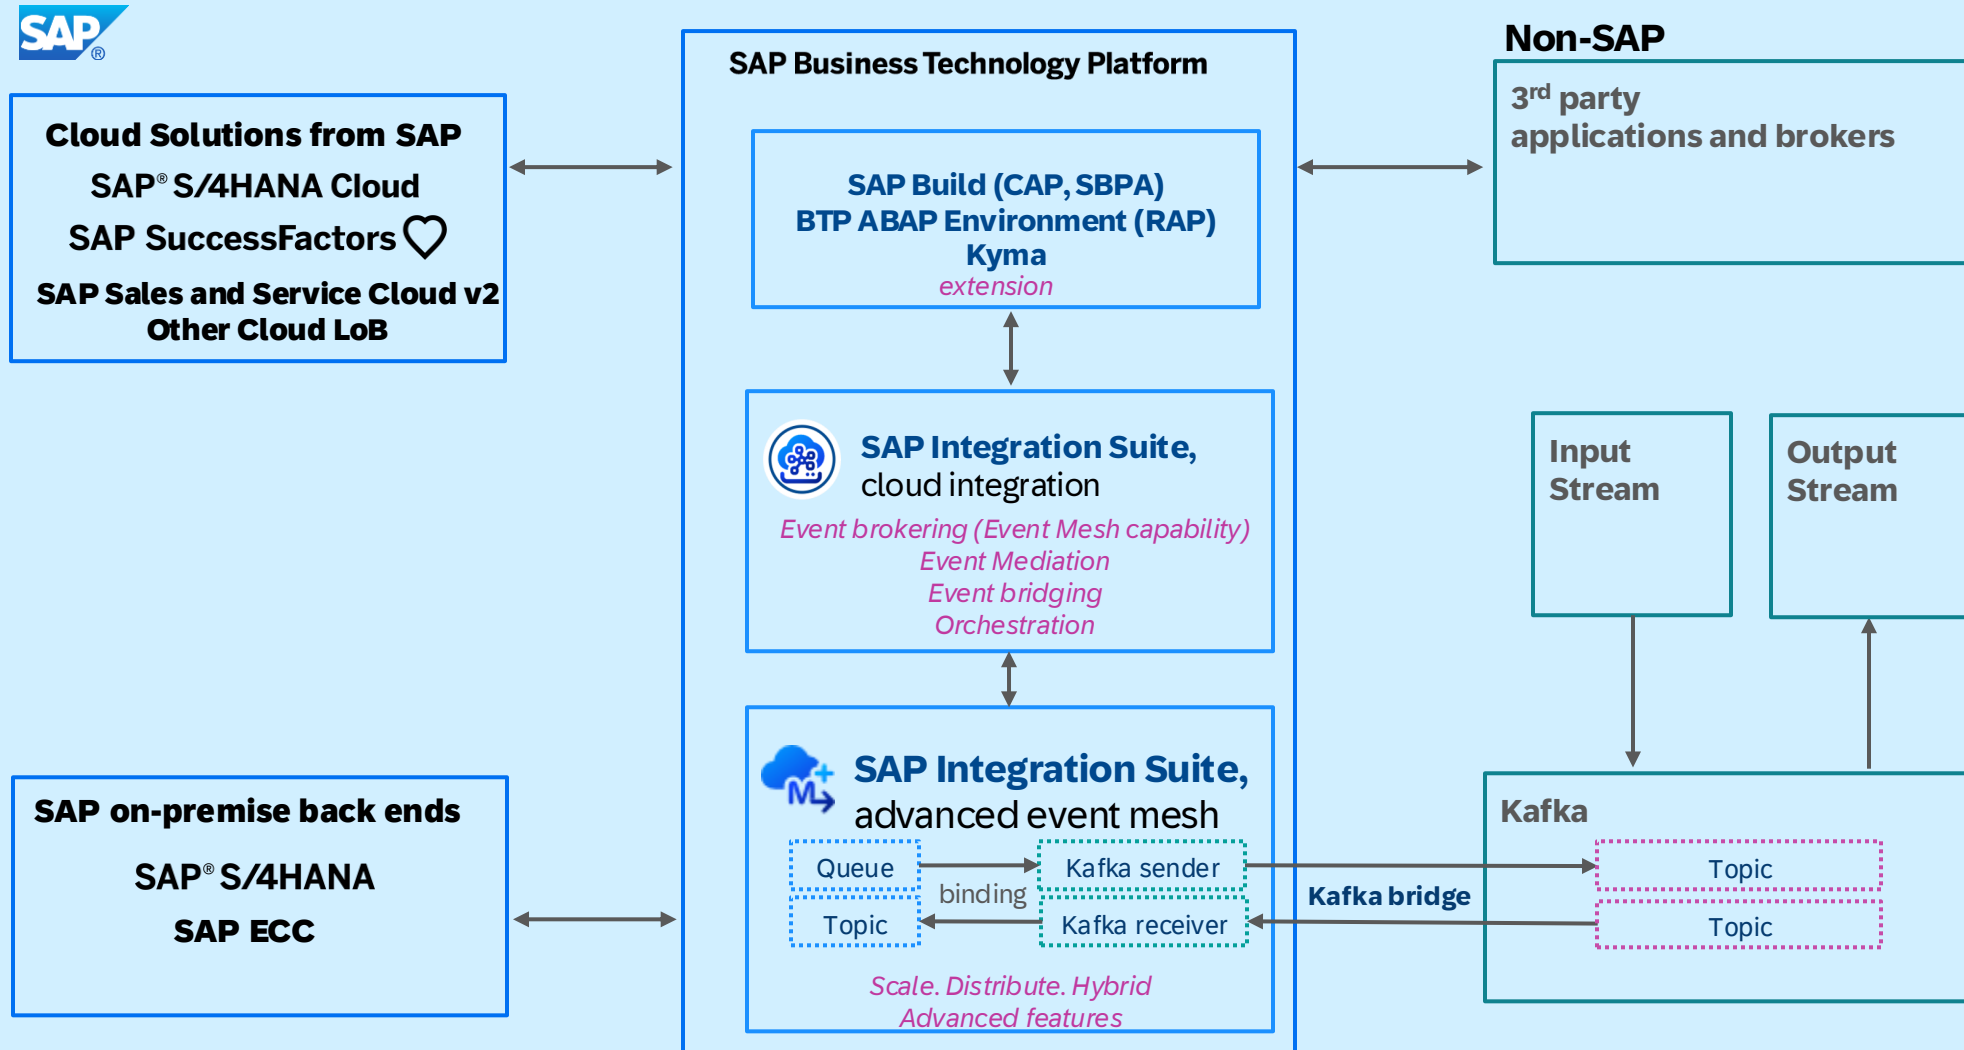 SAP®
Cloud Solutions from SAP
SAP® S/4HANA Cloud
SAP SuccessFactors
SAP Sales and Service Cloud v2
Other Cloud LoB
SAP on-premise back ends
SAP® S/4HANA
SAP ECC
SAP Business Technology Platform
SAP Build (CAP, SBPA)
BTP ABAP Environment (RAP)
Kyma
extension
SAP Integration Suite,
cloud integration
Event brokering (Event Mesh capability)
Event Mediation
Event bridging
Orchestration
M
SAP Integration Suite,
advanced event mesh
Queue
Kafka sender
binding
Topic
Kafka receiver
Scale. Distribute. Hybrid
Advanced features
Kafka bridge
Non-SAP
3rd party
applications and brokers
Input
Stream
Output
Stream
Kafka
Topic
Topic